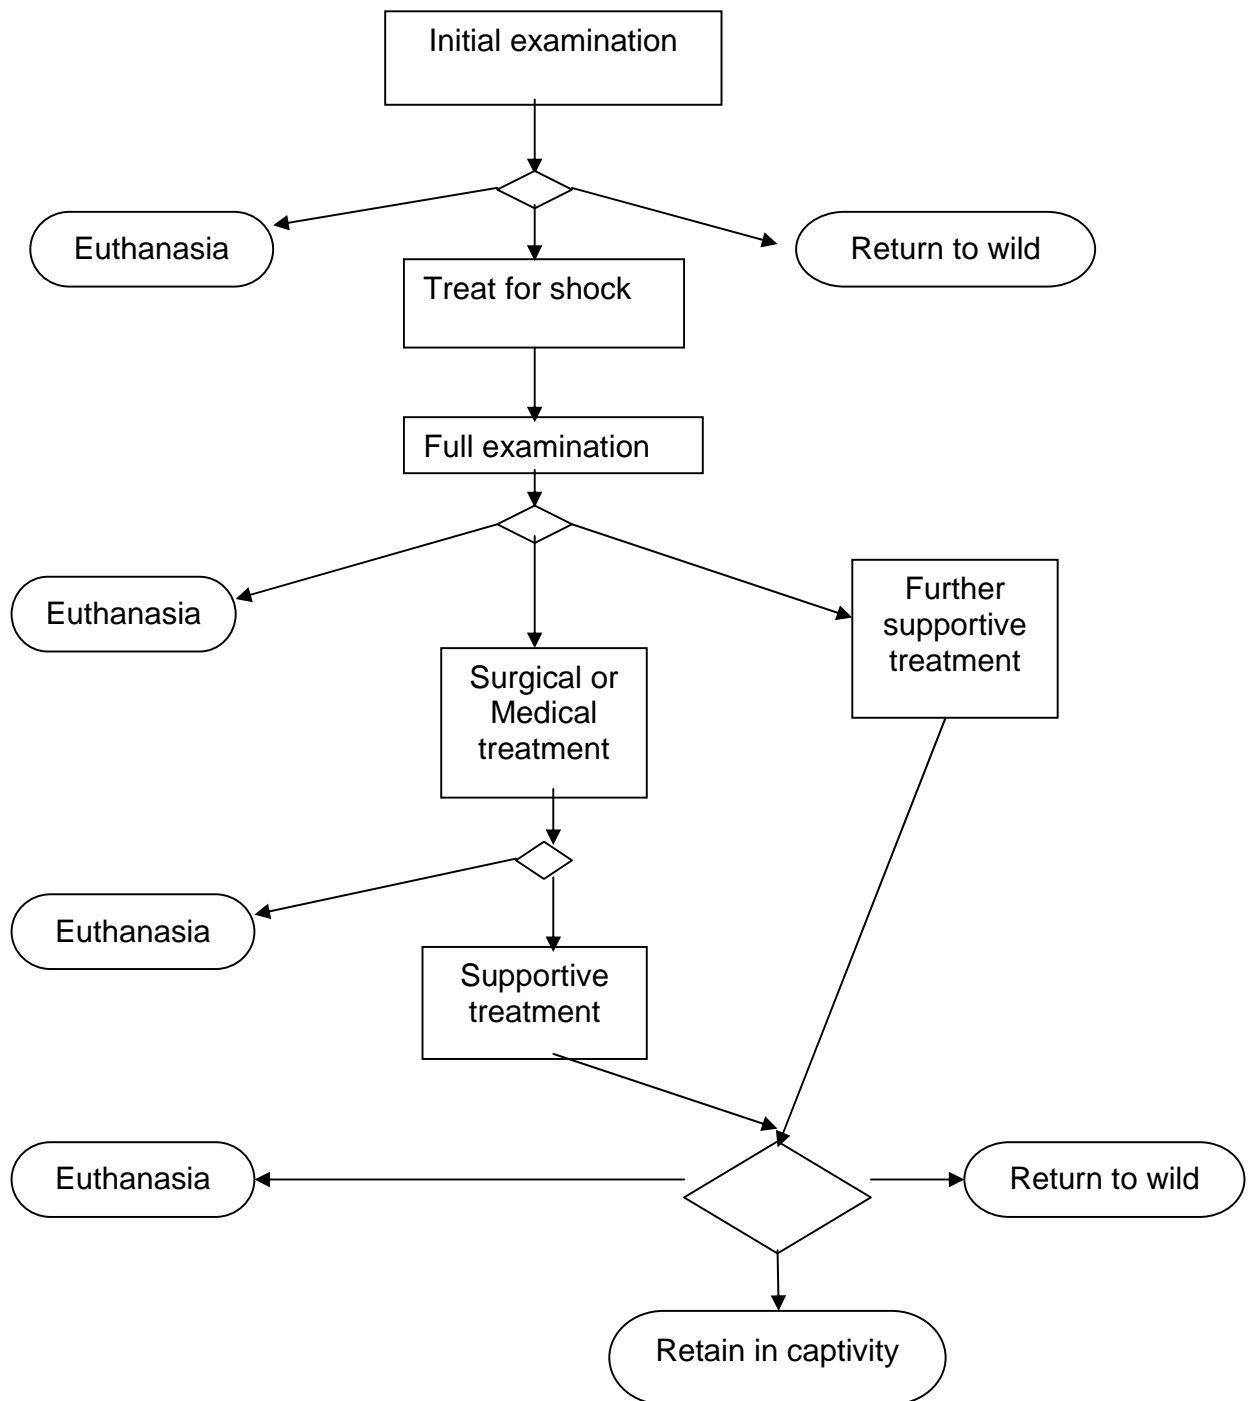 Initial examination
Euthanasia
Return to wild
Treat for shock
Full examination
Euthanasia
Further
supportive
treatment
Surgical or
Medical
treatment
Euthanasia
Supportive
treatment
Euthanasia
Return to wild
Retain in captivity